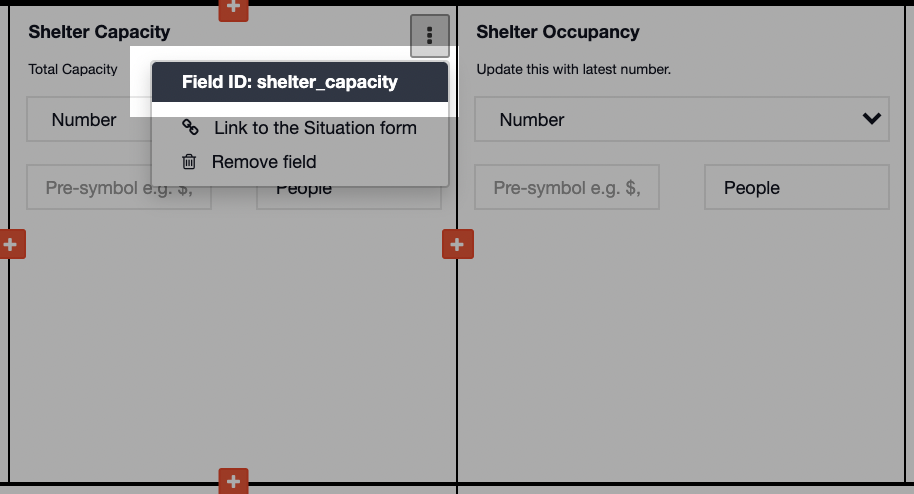 Shelter Capacity
Total Capacity
Field ID: shelter_capacity
Number
Link to the Situation form
Remove field
Pre-symbol e.g. $,
People
Shelter Occupancy
Update this with latest number.
Number
Pre-symbol e.g. $,
People